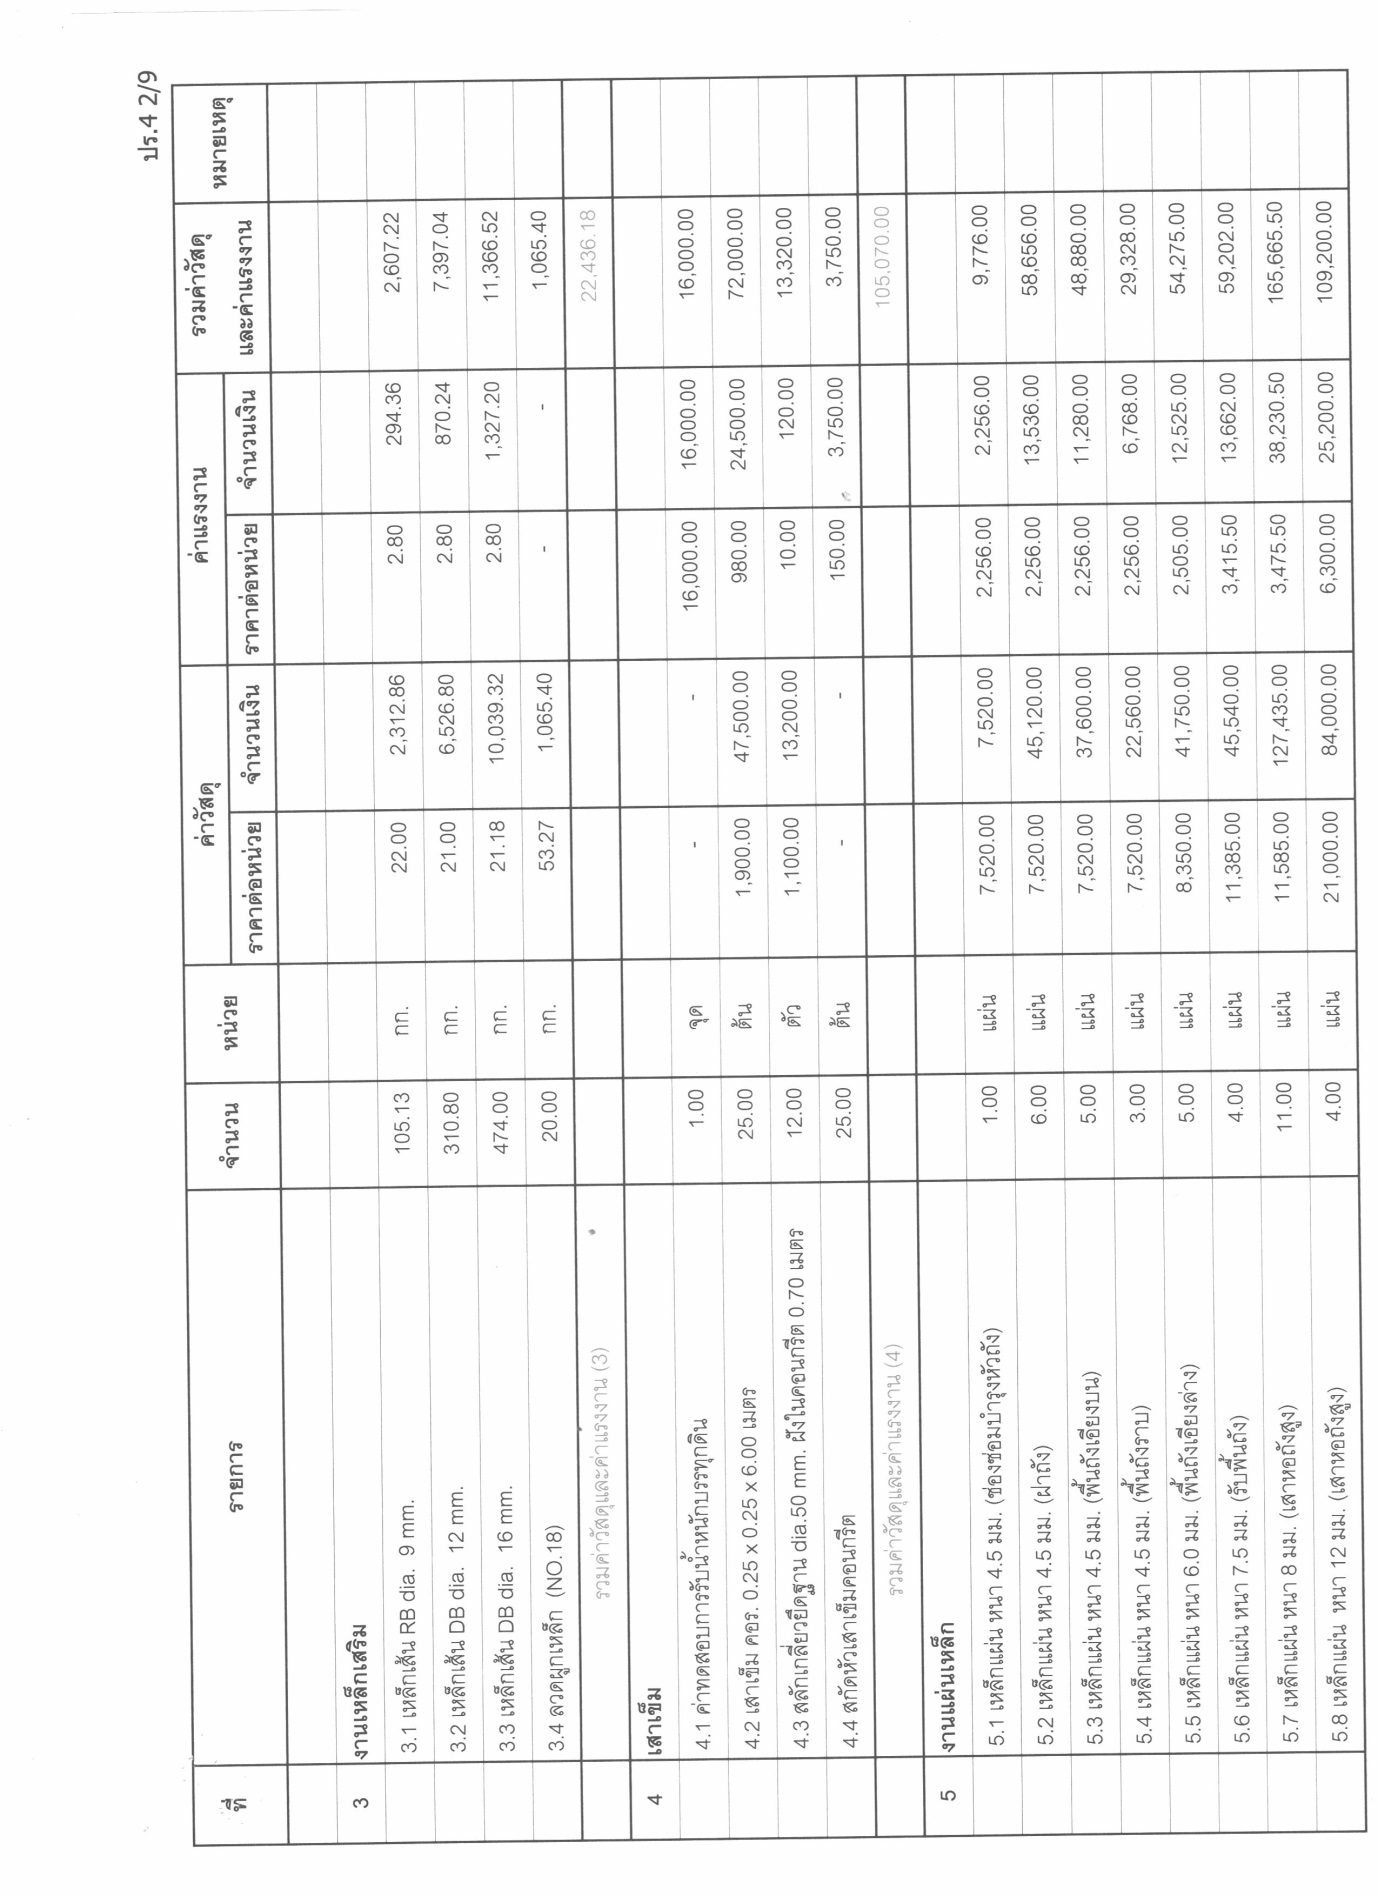 ปร.4 2/9
ที่ รายการ จำนวน หน่วย ค่าวัสดุ ค่าแรงงาน รวมค่าวัสดุ หมายเหตุ
ราคาต่อหน่วย จำนวนเงิน ราคาต่อหน่วย จำนวนเงิน และค่าแรงงาน
3 งานเหล็กเสริม
3.1 เหล็กเส้น RB dia. 9 mm. 105.13 กก. 22.00 2,312.86 2.80 294.36 2,607.22
3.2 เหล็กเส้น DB dia. 12 mm. 310.80 กก. 21.00 6,526.80 2.80 870.24 7,397.04
3.3 เหล็กเส้น DB dia. 16 mm. 474.00 กก. 21.18 10,039.32 2.80 1,327.20 11,366.52
3.4 ลวดผูกเหล็ก (NO.18) 20.00 กก. 53.27 1,065.40 - - 1,065.40
รวมค่าวัสดุและค่าแรงงาน (3) 22,436.18
4 เสาเข็ม
4.1 ค่าทดสอบการรับน้ำหนักบรรทุกดิน 1.00 จุด - - 16,000.00 16,000.00 16,000.00
4.2 เสาเข็ม คอร. 0.25 x 0.25 x 6.00 เมตร 25.00 ต้น 1,900.00 47,500.00 980.00 24,500.00 72,000.00
4.3 สลักเกลียวยึดฐาน dia.50 mm. ฝังในคอนกรีต 0.70 เมตร 12.00 ตัว 1,100.00 13,200.00 10.00 120.00 13,320.00
4.4 สกัดหัวเสาเข็มคอนกรีต 25.00 ต้น - - 150.00 3,750.00 3,750.00
รวมค่าวัสดุและค่าแรงงาน (4) 105,070.00
5 งานแผ่นเหล็ก
5.1 เหล็กแผ่น หนา 4.5 มม. (ช่องซ่อมบำรุงหัวถัง) 1.00 แผ่น 7,520.00 7,520.00 2,256.00 2,256.00 9,776.00
5.2 เหล็กแผ่น หนา 4.5 มม. (ฝาถัง) 6.00 แผ่น 7,520.00 45,120.00 2,256.00 13,536.00 58,656.00
5.3 เหล็กแผ่น หนา 4.5 มม. (พื้นถังเอียงบน) 5.00 แผ่น 7,520.00 37,600.00 2,256.00 11,280.00 48,880.00
5.4 เหล็กแผ่น หนา 4.5 มม. (พื้นถังราบ) 3.00 แผ่น 7,520.00 22,560.00 2,256.00 6,768.00 29,328.00
5.5 เหล็กแผ่น หนา 6.0 มม. (พื้นถังเอียงล่าง) 5.00 แผ่น 8,350.00 41,750.00 2,505.00 12,525.00 54,275.00
5.6 เหล็กแผ่น หนา 7.5 มม. (รับพื้นถัง) 4.00 แผ่น 11,385.00 45,540.00 3,415.50 13,662.00 59,202.00
5.7 เหล็กแผ่น หนา 8 มม. (เสาหอถังสูง) 11.00 แผ่น 11,585.00 127,435.00 3,475.50 38,230.50 165,665.50
5.8 เหล็กแผ่น หนา 12 มม. (เสาหอถังสูง) 4.00 แผ่น 21,000.00 84,000.00 6,300.00 25,200.00 109,200.00